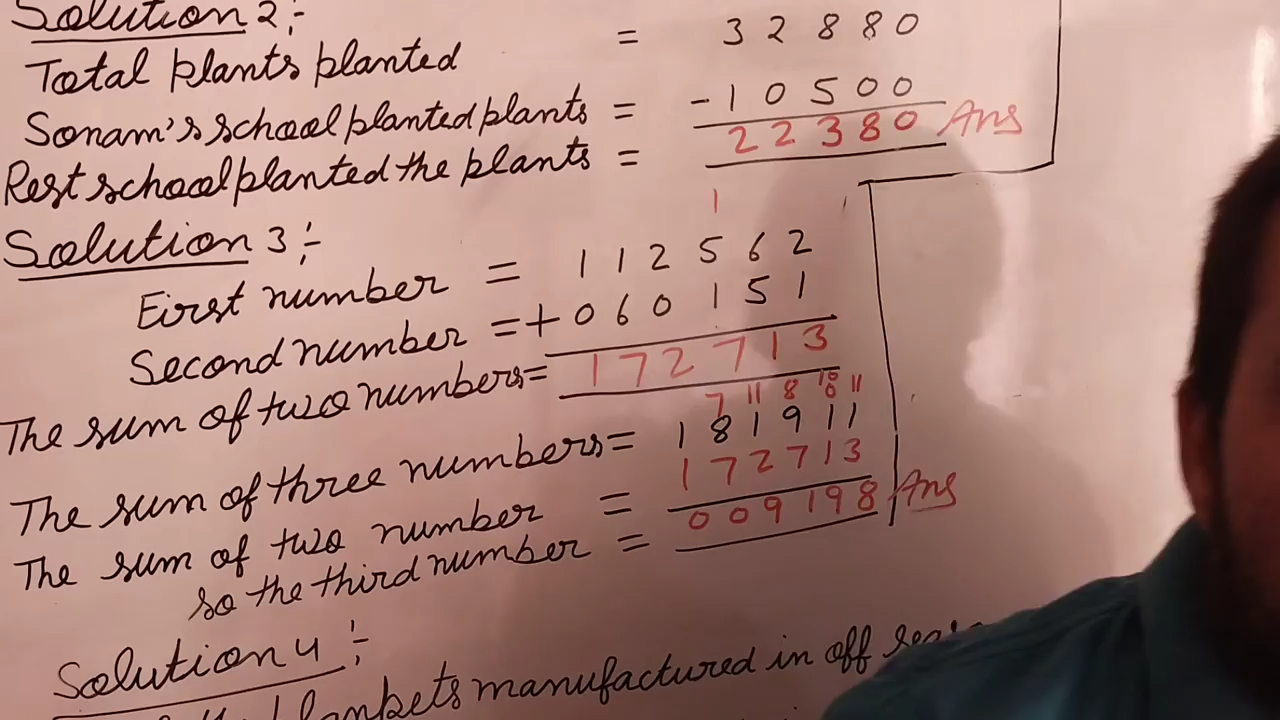 Solution 2:-
Total plants planted = 32880
Sonam's school planted plants = -10500
Rest school planted the plants = 22380 Ans
1
Solution 3:-
First number = 112562
Second number = +060151
The sum of two numbers = 172713
7 11 8 10 11
The sum of three numbers = 181911
The sum of two number = 172713
so the third number = 009198 Ans
Solution 4:-
blankets manufactured in off